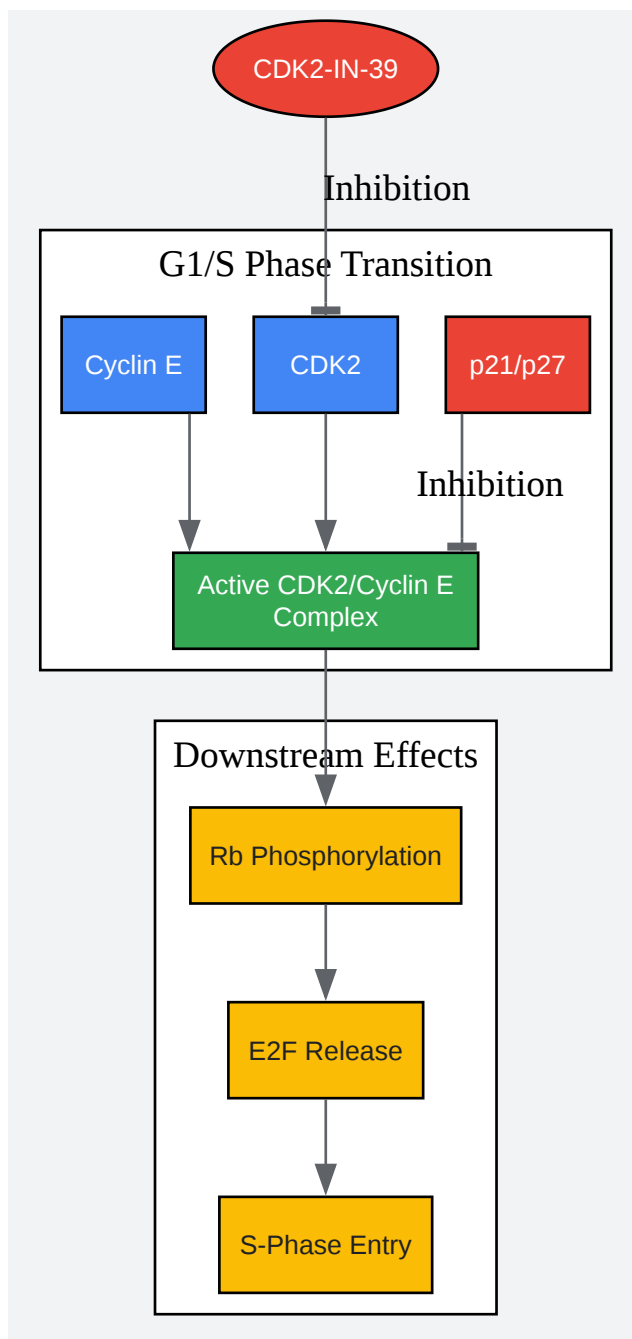 CDK2-IN-39
Inhibition
G1/S Phase Transition
Cyclin E
CDK2
p21/p27
Inhibition
Active CDK2/Cyclin E
Complex
Downstream Effects
Rb Phosphorylation
E2F Release
S-Phase Entry